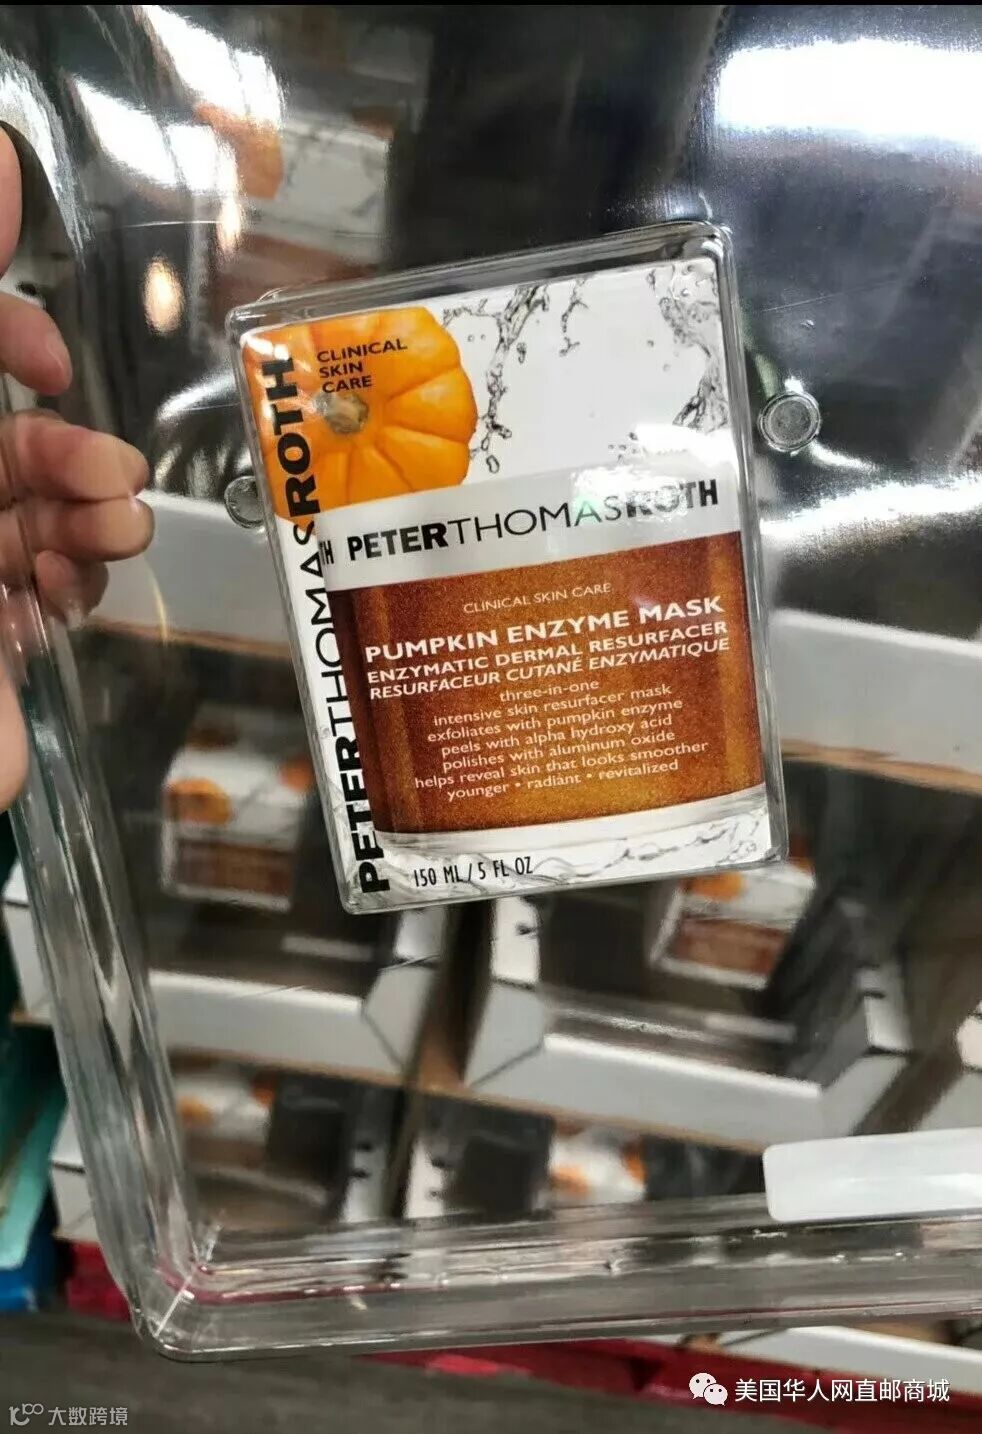 CLINICAL
SKIN
CARE
PETERTHOMASROTH
TH
PETERTHOMASROTH
CLINICAL SKIN CARE
PUMPKIN ENZYME MASK
ENZYMATIC DERMAL RESURFACER
RESURFACEUR CUTANÉ ENZYMATIQUE
three-in-one
intensive skin resurfacer mask
exfoliates with pumpkin enzyme
peels with alpha hydroxy acid
polishes with aluminum oxide
helps reveal skin that looks smoother
younger • radiant • revitalized
150 ML / 5 FL OZ
美国华人网直邮商城
大数跨境